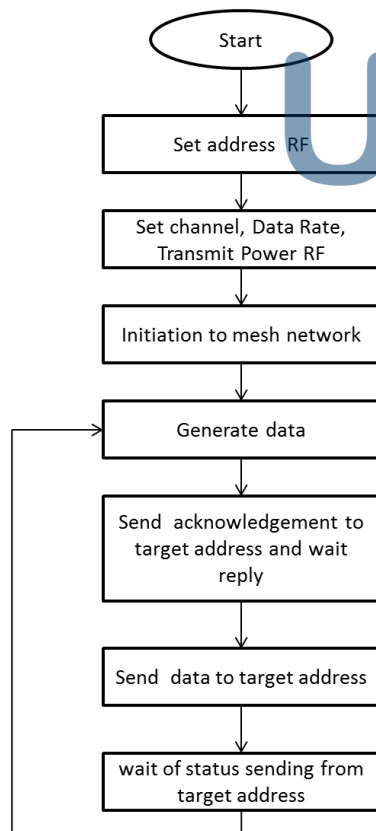 Start
Set address RF
Set channel, Data Rate,
Transmit Power RF
Initiation to mesh network
Generate data
Send acknowledgement to
target address and wait
reply
Send data to target address
wait of status sending from
target address
U